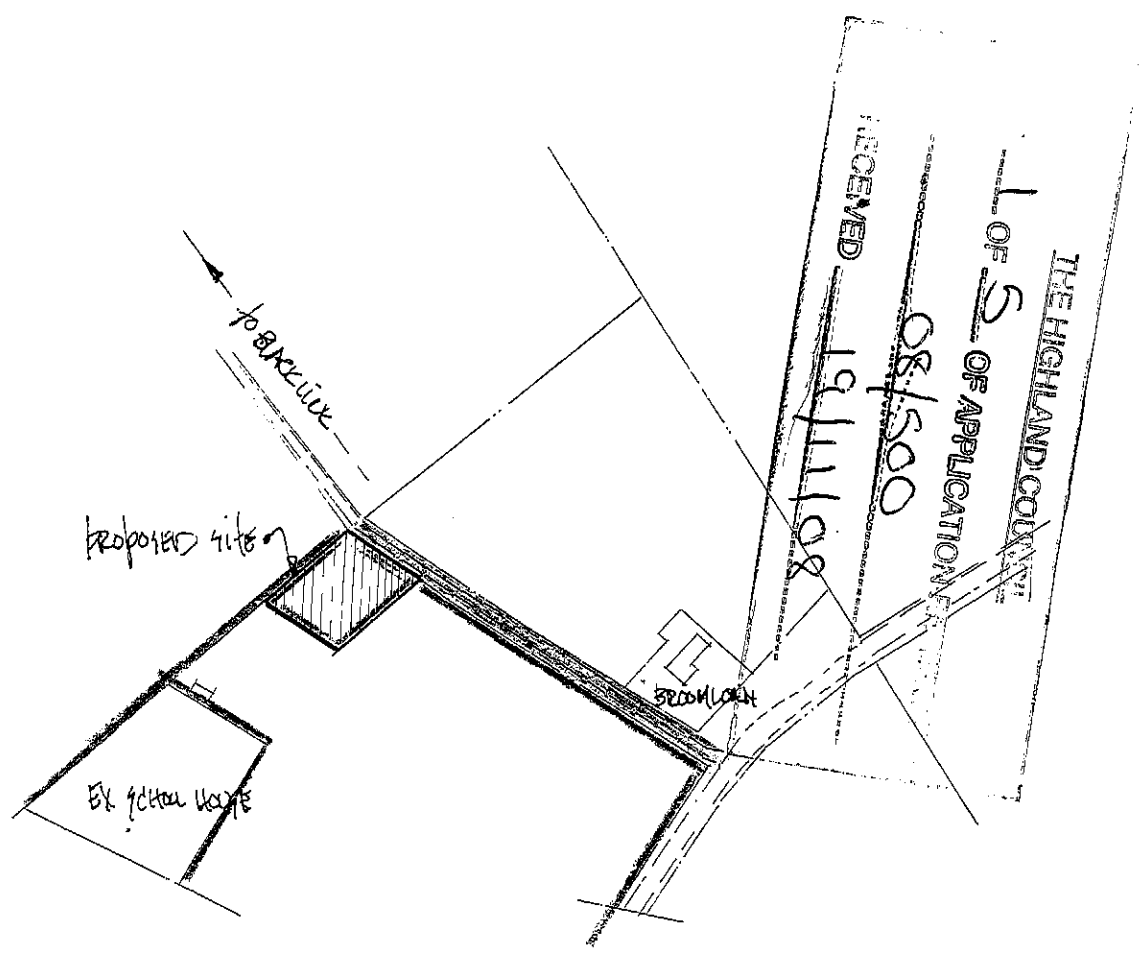 THE HIGHLAND COUNCIL
1 OF 5 OF APPLICATION
08/500
RECEIVED 19/11/08
to BLACK
PROPOSED SITE
BROOMLOAN
EX SCHOOL HOUSE